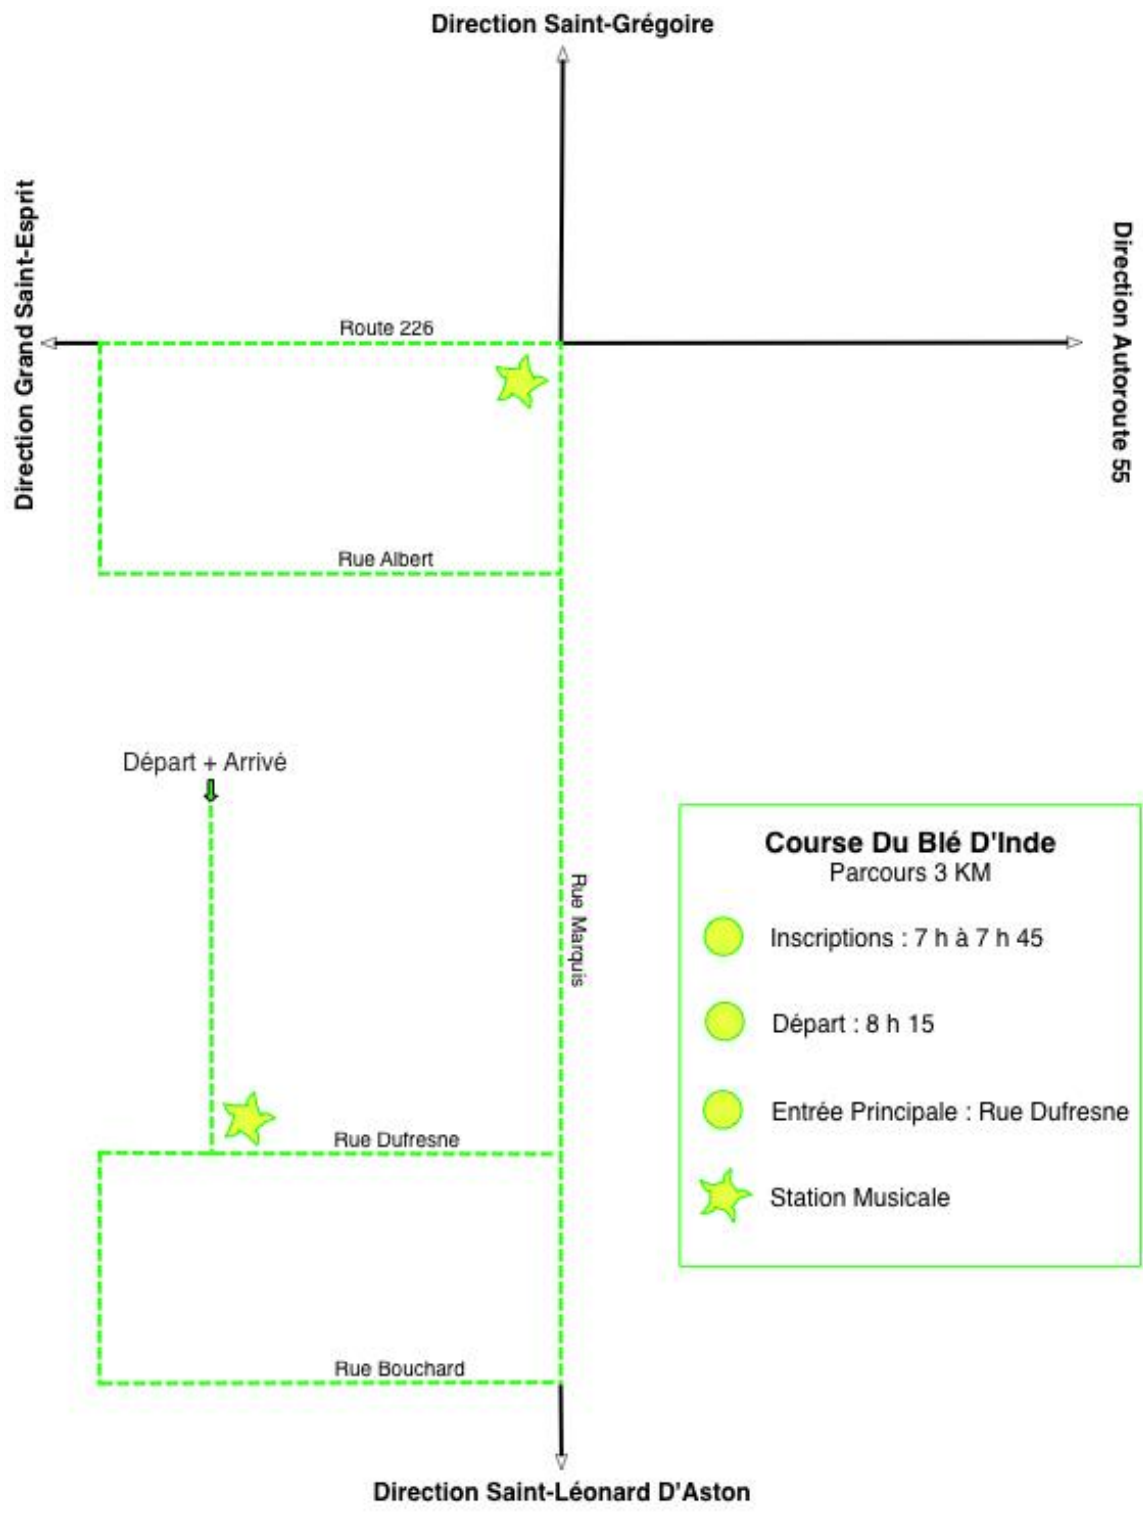 Direction Saint-Grégoire
Direction Grand Saint-Esprit
Direction Autoroute 55
Route 226
Rue Albert
Départ + Arrivé
Rue Marquis
Course Du Blé D'Inde
Parcours 3 KM
Inscriptions : 7 h à 7 h 45
Départ : 8 h 15
Entrée Principale : Rue Dufresne
Station Musicale
Rue Dufresne
Rue Bouchard
Direction Saint-Léonard D'Aston